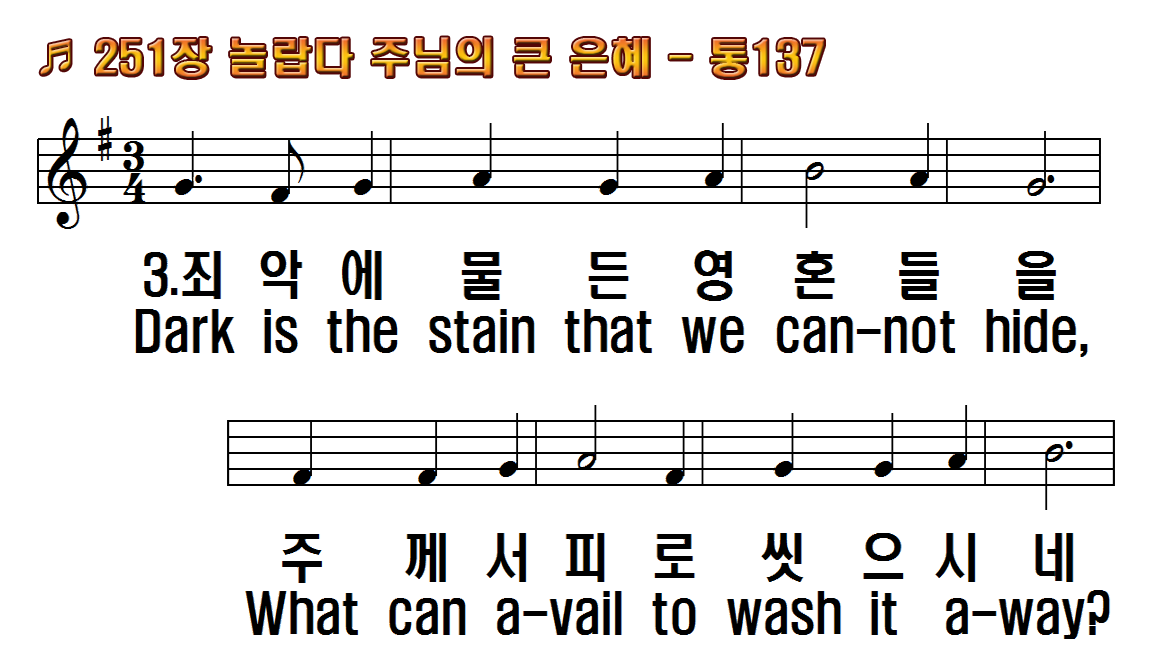 ♬ 251장 놀랍다 주님의 큰 은혜 - 통137
3.죄 악 에 물 든 영 혼 들 을
Dark is the stain that we can-not hide,
주 께 서 피 로 씻 으 시 네
What can a-vail to wash it a-way?